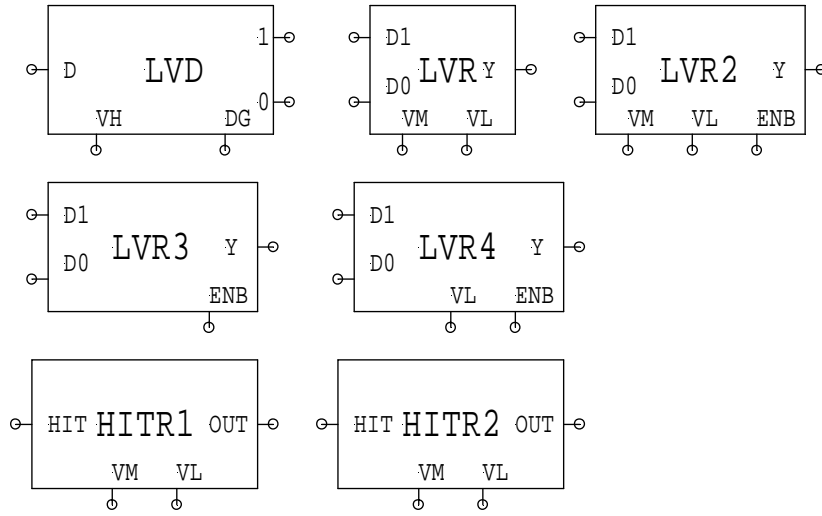 1
D LVD
0
VH DG
D1
LVR Y
D0
VM VL
D1
LVR2 Y
D0
VM VL ENB
D1
LVR3 Y
D0
ENB
D1
LVR4 Y
D0
VL ENB
HIT HITR1 OUT
VM VL
HIT HITR2 OUT
VM VL